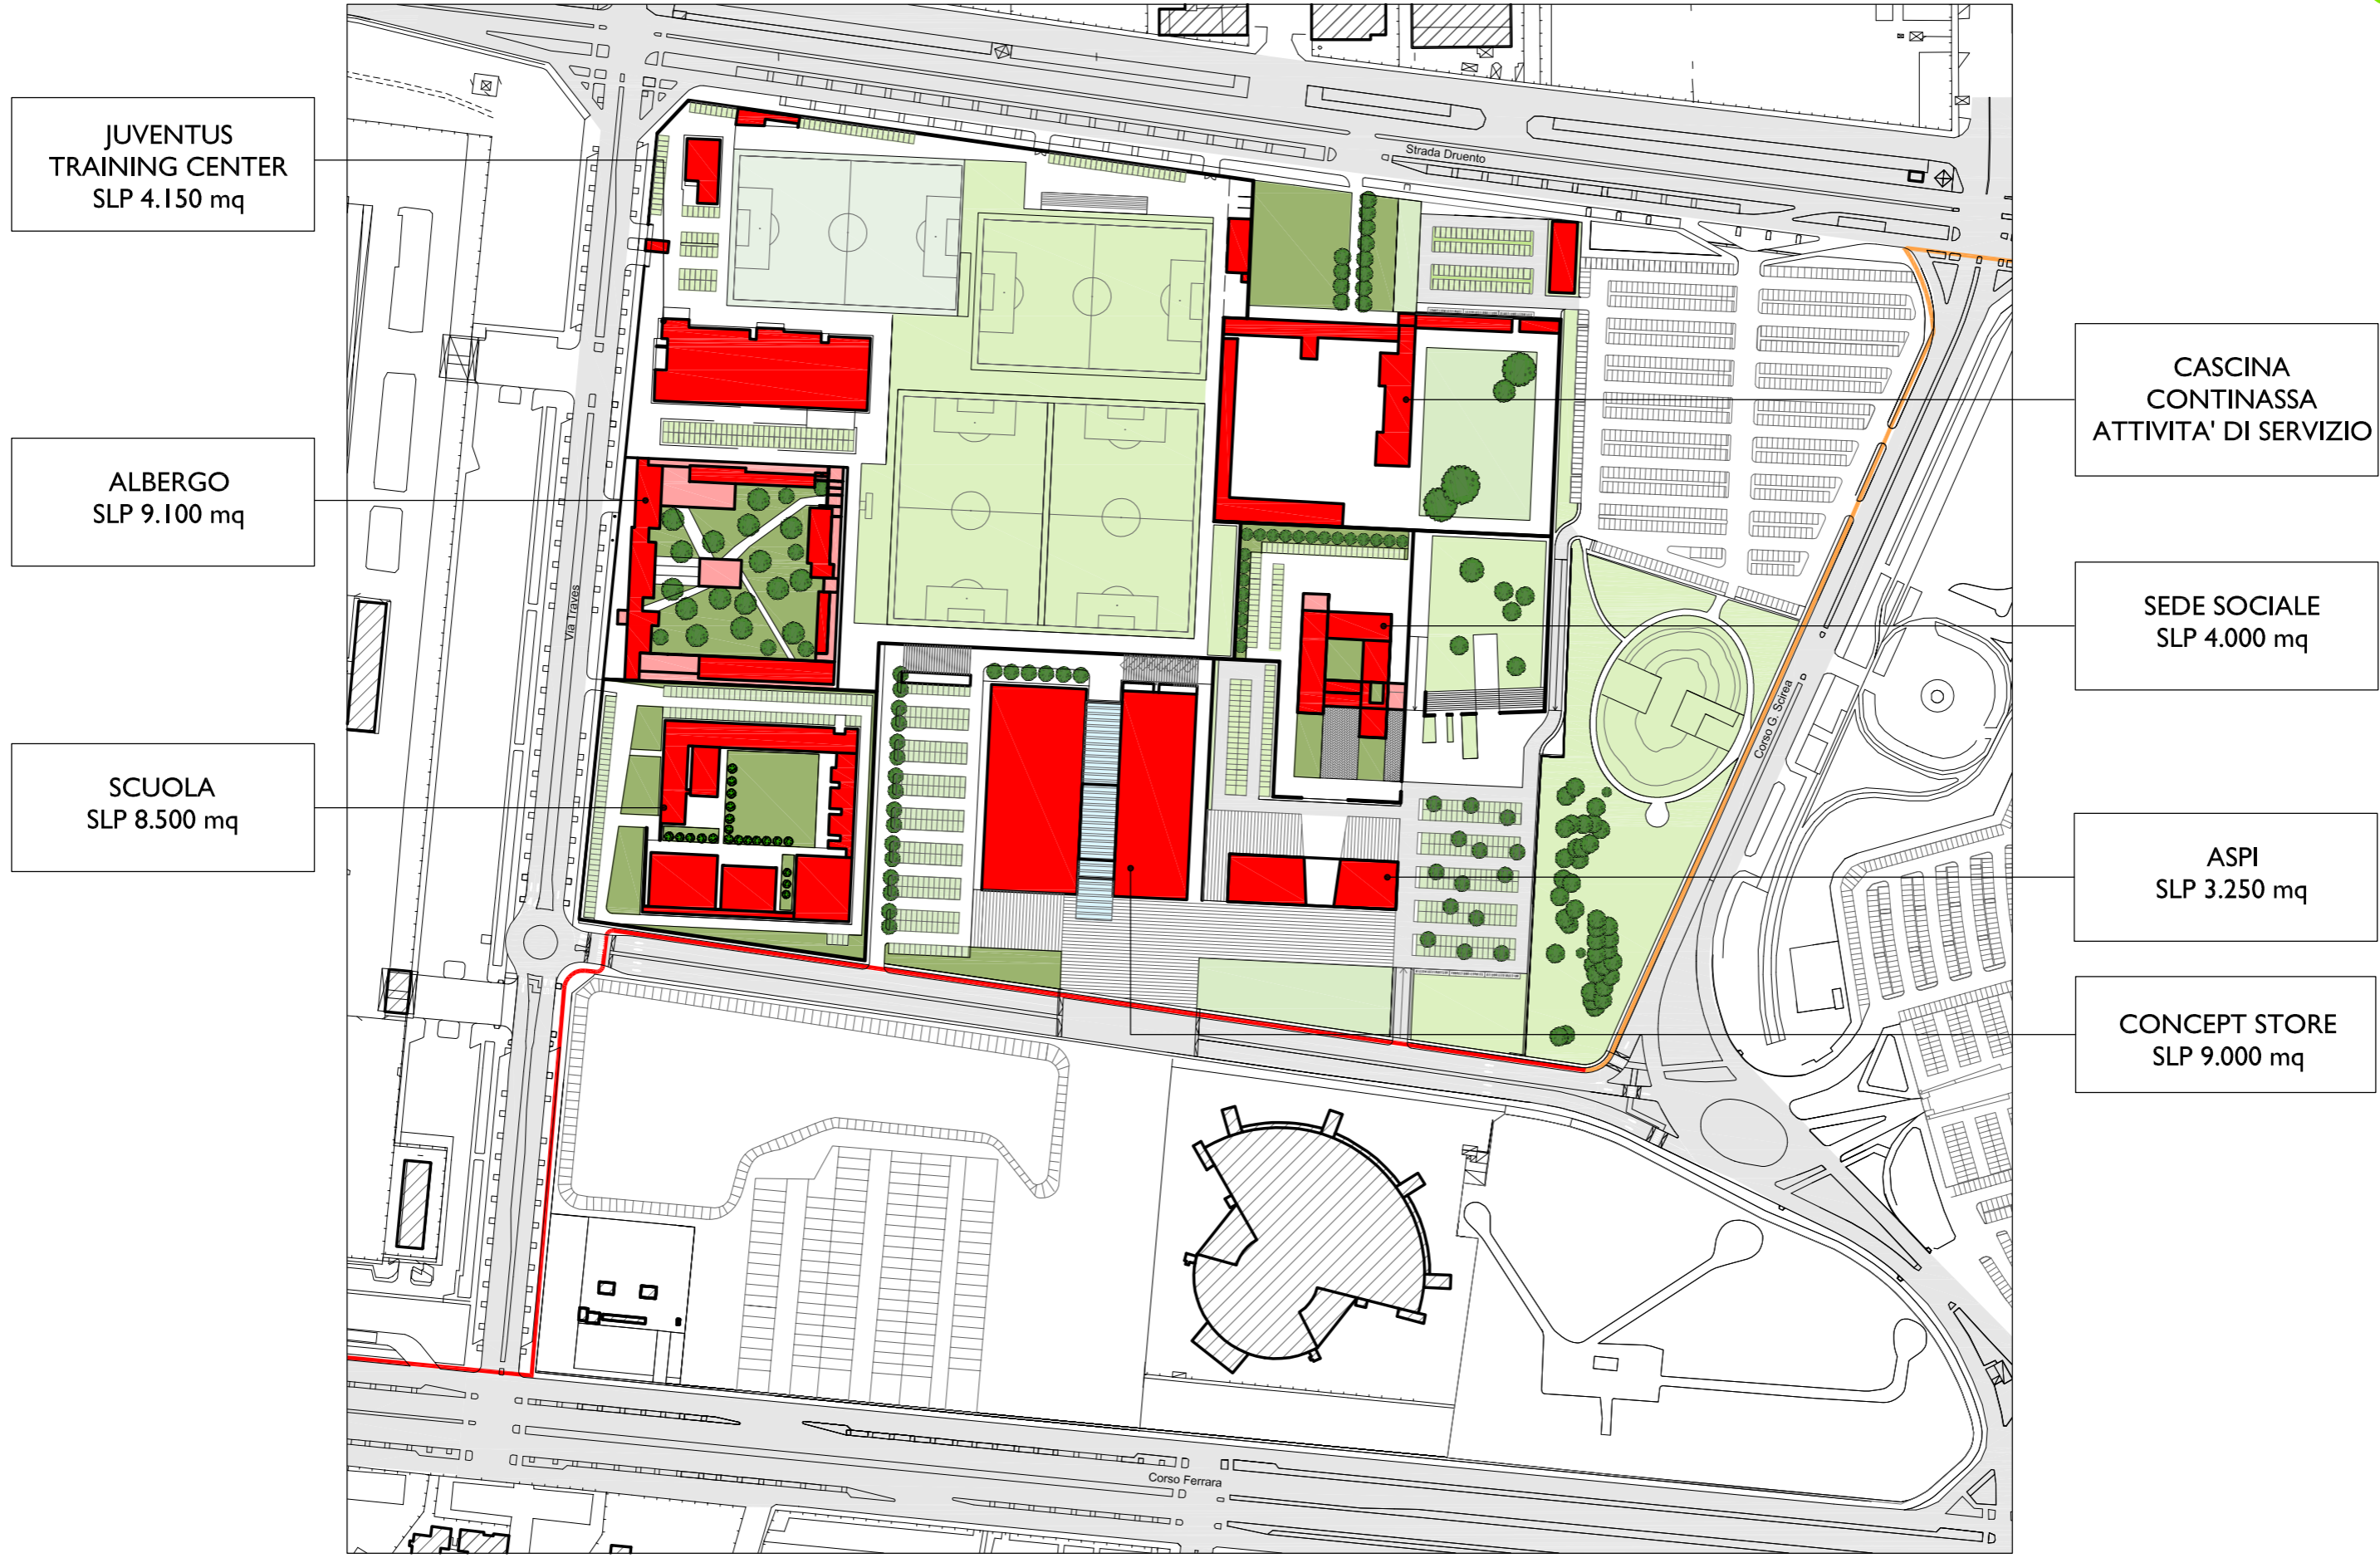 JUVENTUS
TRAINING CENTER
SLP 4.150 mq
ALBERGO
SLP 9.100 mq
SCUOLA
SLP 8.500 mq
Strada Druento
Via Traves
Corso G. Scirea
Corso Ferrara
CASCINA
CONTINASSA
ATTIVITA' DI SERVIZIO
SEDE SOCIALE
SLP 4.000 mq
ASPI
SLP 3.250 mq
CONCEPT STORE
SLP 9.000 mq